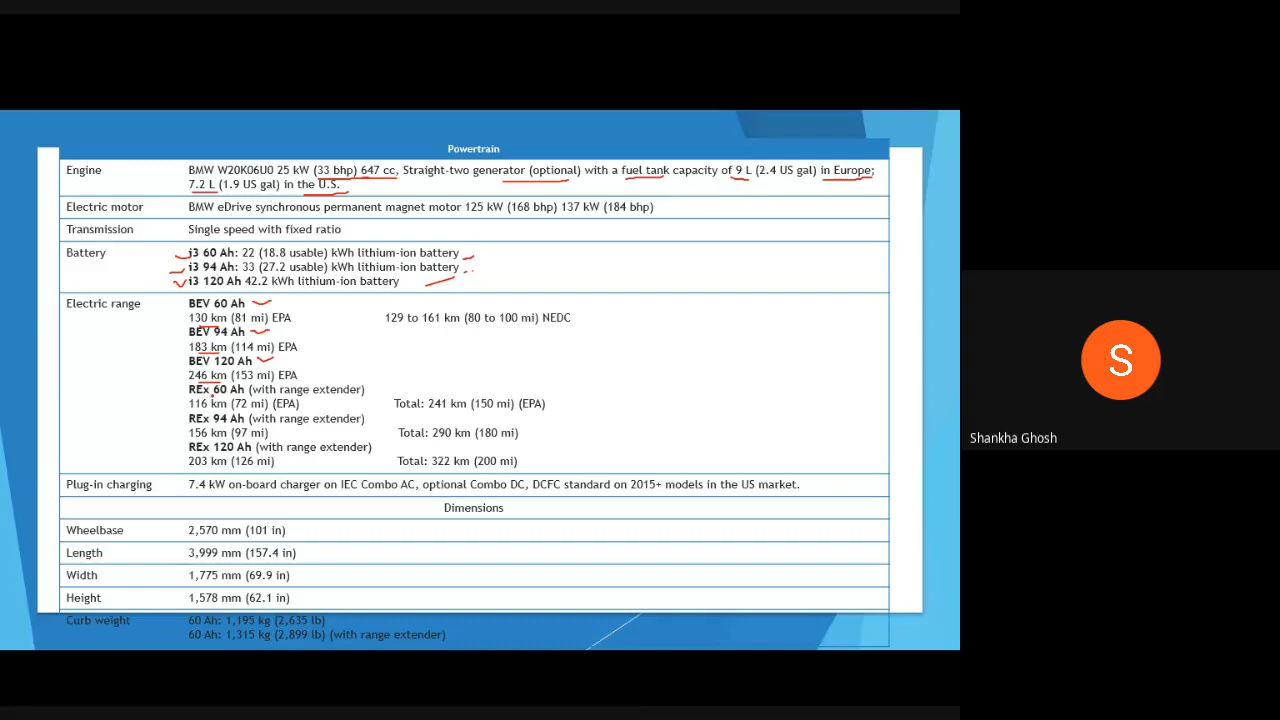 Powertrain
Engine BMW W20K06U0 25 kW (33 bhp) 647 cc, Straight-two generator (optional) with a fuel tank capacity of 9 L (2.4 US gal) in Europe;
7.2 L (1.9 US gal) in the U.S.
Electric motor BMW eDrive synchronous permanent magnet motor 125 kW (168 bhp) 137 kW (184 bhp)
Transmission Single speed with fixed ratio
Battery i3 60 Ah: 22 (18.8 usable) kWh lithium-ion battery
i3 94 Ah: 33 (27.2 usable) kWh lithium-ion battery
i3 120 Ah 42.2 kWh lithium-ion battery
Electric range BEV 60 Ah
130 km (81 mi) EPA 129 to 161 km (80 to 100 mi) NEDC
BEV 94 Ah
183 km (114 mi) EPA
BEV 120 Ah
246 km (153 mi) EPA
REx 60 Ah (with range extender)
116 km (72 mi) (EPA) Total: 241 km (150 mi) (EPA)
REx 94 Ah (with range extender)
156 km (97 mi) Total: 290 km (180 mi)
REx 120 Ah (with range extender)
203 km (126 mi) Total: 322 km (200 mi)
Plug-in charging 7.4 kW on-board charger on IEC Combo AC, optional Combo DC, DCFC standard on 2015+ models in the US market.
Dimensions
Wheelbase 2,570 mm (101 in)
Length 3,999 mm (157.4 in)
Width 1,775 mm (69.9 in)
Height 1,578 mm (62.1 in)
Curb weight 60 Ah: 1,195 kg (2,635 lb)
60 Ah: 1,315 kg (2,899 lb) (with range extender)
S
Shankha Ghosh